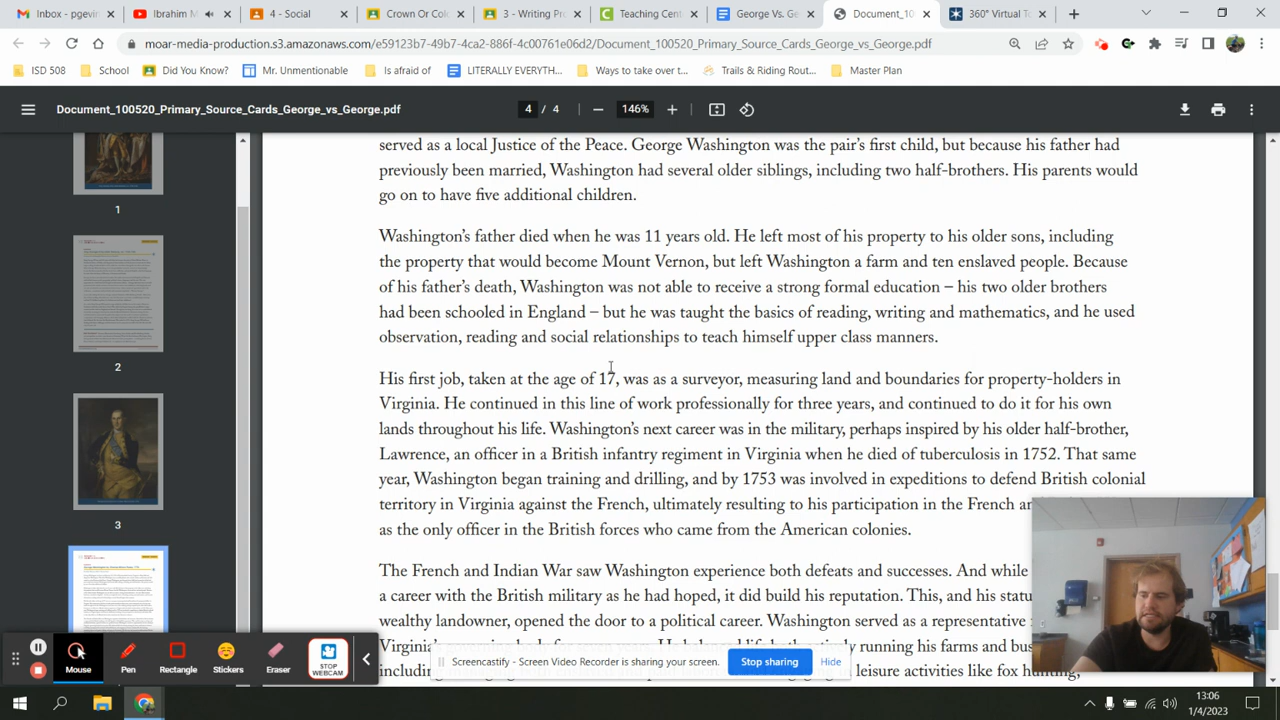 Inbox - pgevin
Ibrahim M
4 - Social
Crown Or Colo
3 - Writing Pro
Teaching Cent
George Vs. Ge
Document_100
360° Virtual To
moar-media-production.s3.amazonaws.com/e59123b7-49b7-4ca2-886f-4c00761e06d2/Document_100520_Primary_Source_Cards_George_vs_George.pdf
ISD 508
School
Did You Know?
Mr. Unmentionable
Is afraid of
LITERALLY EVERYTH...
Ways to take over t...
Trails & Riding Rout...
Master Plan
Document_100520_Primary_Source_Cards_George_vs_George.pdf
4 / 4
146%
served as a local Justice of the Peace. George Washington was the pair's first child, but because his father had
previously been married, Washington had several older siblings, including two half-brothers. His parents would
go on to have five additional children.
Washington's father died when he was 11 years old. He left most of his property to his older sons, including
the property that would become Mount Vernon, but left Washington a farm and ten enslaved people. Because
of his father's death, Washington was not able to receive a strong formal education – his two older brothers
had been schooled in England – but he was taught the basics of reading, writing and mathematics, and he used
observation, reading and social relationships to teach himself upper class manners.
His first job, taken at the age of 17, was as a surveyor, measuring land and boundaries for property-holders in
Virginia. He continued in this line of work professionally for three years, and continued to do it for his own
lands throughout his life. Washington's next career was in the military, perhaps inspired by his older half-brother,
Lawrence, an officer in a British infantry regiment in Virginia when he died of tuberculosis in 1752. That same
year, Washington began training and drilling, and by 1753 was involved in expeditions to defend British colonial
territory in Virginia against the French, ultimately resulting to his participation in the French an
as the only officer in the British forces who came from the American colonies.
The French and Indian War saw Washington experience both defeats and successes. And while
a career with the British military as he had hoped, it did build his reputation. This, and his statu
wealthy landowner, opened the door to a political career. Washington served as a representative
Virginia's
running his farms and bus
including
leisure activities like fox hunting,
1
2
3
Mouse
Pen
Rectangle
Stickers
Eraser
STOP
WEBCAM
Screencastify - Screen Video Recorder is sharing your screen.
Stop sharing
Hide
13:06
1/4/2023